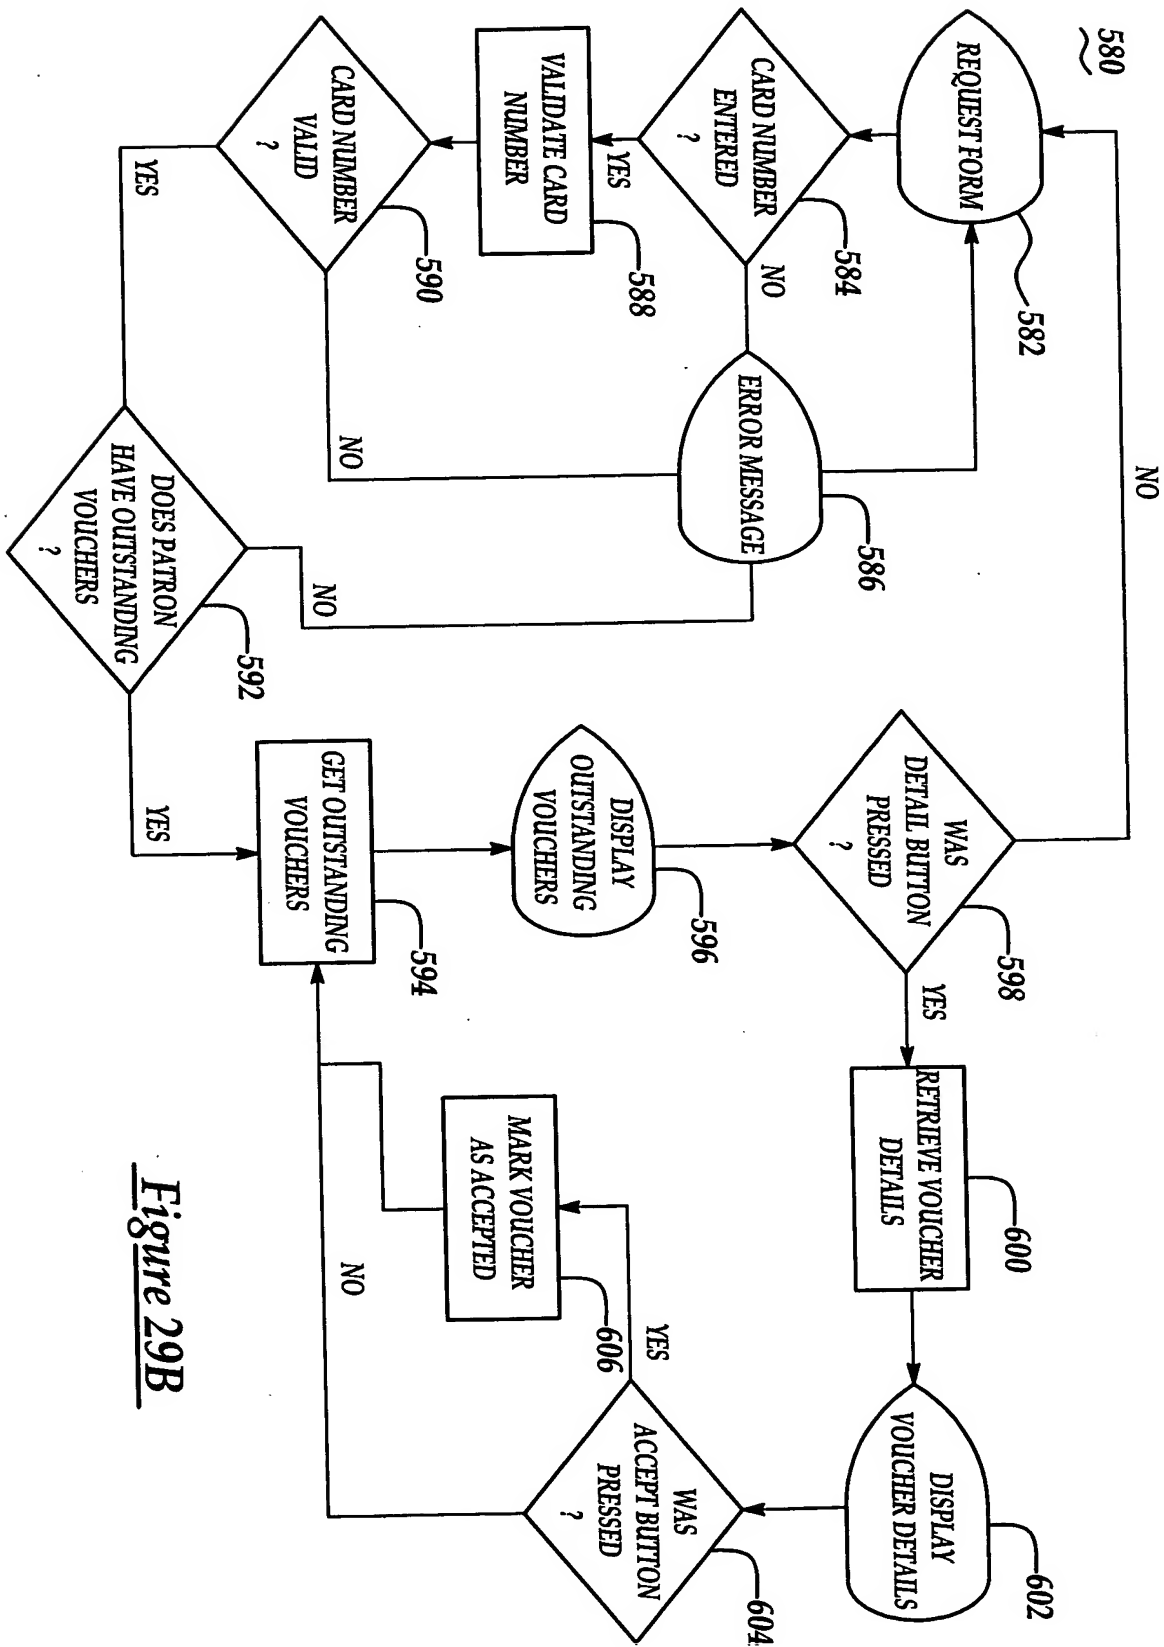 580
REQUEST FORM
582
CARD NUMBER
ENTERED
?
584
NO
YES
ERROR MESSAGE
586
VALIDATE CARD
NUMBER
588
CARD NUMBER
VALID
?
590
NO
YES
DOES PATRON
HAVE OUTSTANDING
VOUCHERS
?
592
NO
YES
GET OUTSTANDING
VOUCHERS
594
DISPLAY
OUTSTANDING
VOUCHERS
596
WAS
DETAIL BUTTON
PRESSED
?
598
NO
YES
RETRIEVE VOUCHER
DETAILS
600
DISPLAY
VOUCHER DETAILS
602
WAS
ACCEPT BUTTON
PRESSED
?
604
YES
NO
MARK VOUCHER
AS ACCEPTED
606
Figure 29B